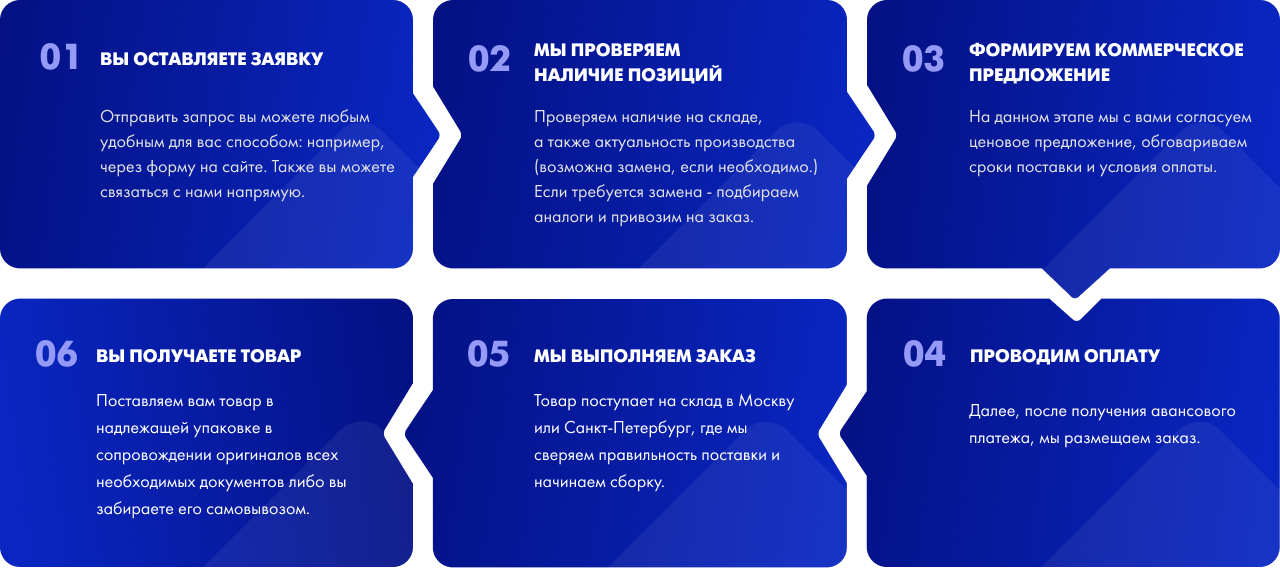 01
ВЫ ОСТАВЛЯЕТЕ ЗАЯВКУ
Отправить запрос вы можете любым
удобным для вас способом: например,
через форму на сайте. Также вы можете
связаться с нами напрямую.
02
МЫ ПРОВЕРЯЕМ
НАЛИЧИЕ ПОЗИЦИЙ
Проверяем наличие на складе,
а также актуальность производства
(возможна замена, если необходимо.)
Если требуется замена - подбираем
аналоги и привозим на заказ.
03
ФОРМИРУЕМ КОММЕРЧЕСКОЕ
ПРЕДЛОЖЕНИЕ
На данном этапе мы с вами согласуем
ценовое предложение, обговариваем
сроки поставки и условия оплаты.
04
ПРОВОДИМ ОПЛАТУ
Далее, после получения авансового
платежа, мы размещаем заказ.
05
МЫ ВЫПОЛНЯЕМ ЗАКАЗ
Товар поступает на склад в Москву
или Санкт-Петербург, где мы
сверяем правильность поставки и
начинаем сборку.
06
ВЫ ПОЛУЧАЕТЕ ТОВАР
Поставляем вам товар в
надлежащей упаковке в
сопровождении оригиналов всех
необходимых документов либо вы
забираете его самовывозом.